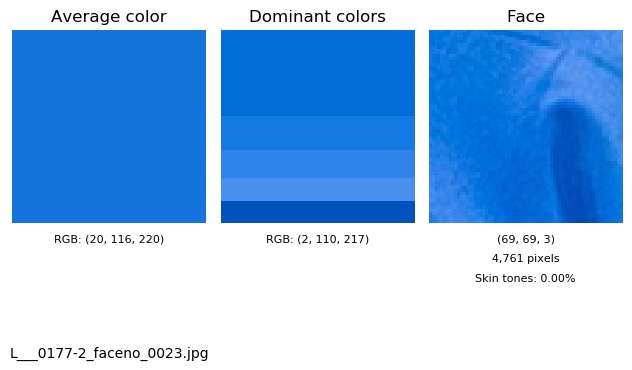 Average color
Dominant colors
Face
RGB: (20, 116, 220)
RGB: (2, 110, 217)
(69, 69, 3)
4,761 pixels
Skin tones: 0.00%
L___0177-2_faceno_0023.jpg